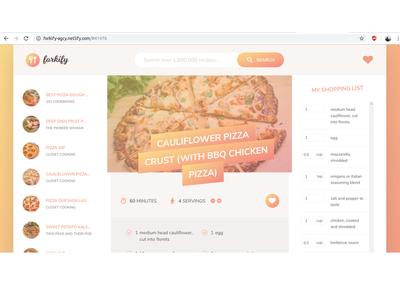 forkify-agcy.netlify.com/#41476
forkify
Search over 1,000,000 recipes...
SEARCH
BEST PIZZA DOUGH ...
101 COOKBOOKS
DEEP DISH FRUIT P...
THE PIONEER WOMAN
PIZZA DIP
CLOSET COOKING
CAULIFLOWER PIZZA ...
CLOSET COOKING
PIZZA QUESADILLAS ...
CLOSET COOKING
SWEET POTATO KALE ...
TWO PEAS AND THEIR POD
CAULIFLOWER PIZZA
CRUST (WITH BBQ CHICKEN
PIZZA)
60 MINUTES
4 SERVINGS
1 medium head cauliflower,
cut into florets
1 egg
MY SHOPPING LIST
1 medium head
cauliflower, cut
into florets
1 egg
0.5 cup mozzarella,
shredded
1 tsp oregano or italian
seasoning blend
1 salt and pepper to
taste
1 chicken, cooked
and shredded
0.5 cup barbecue sauce